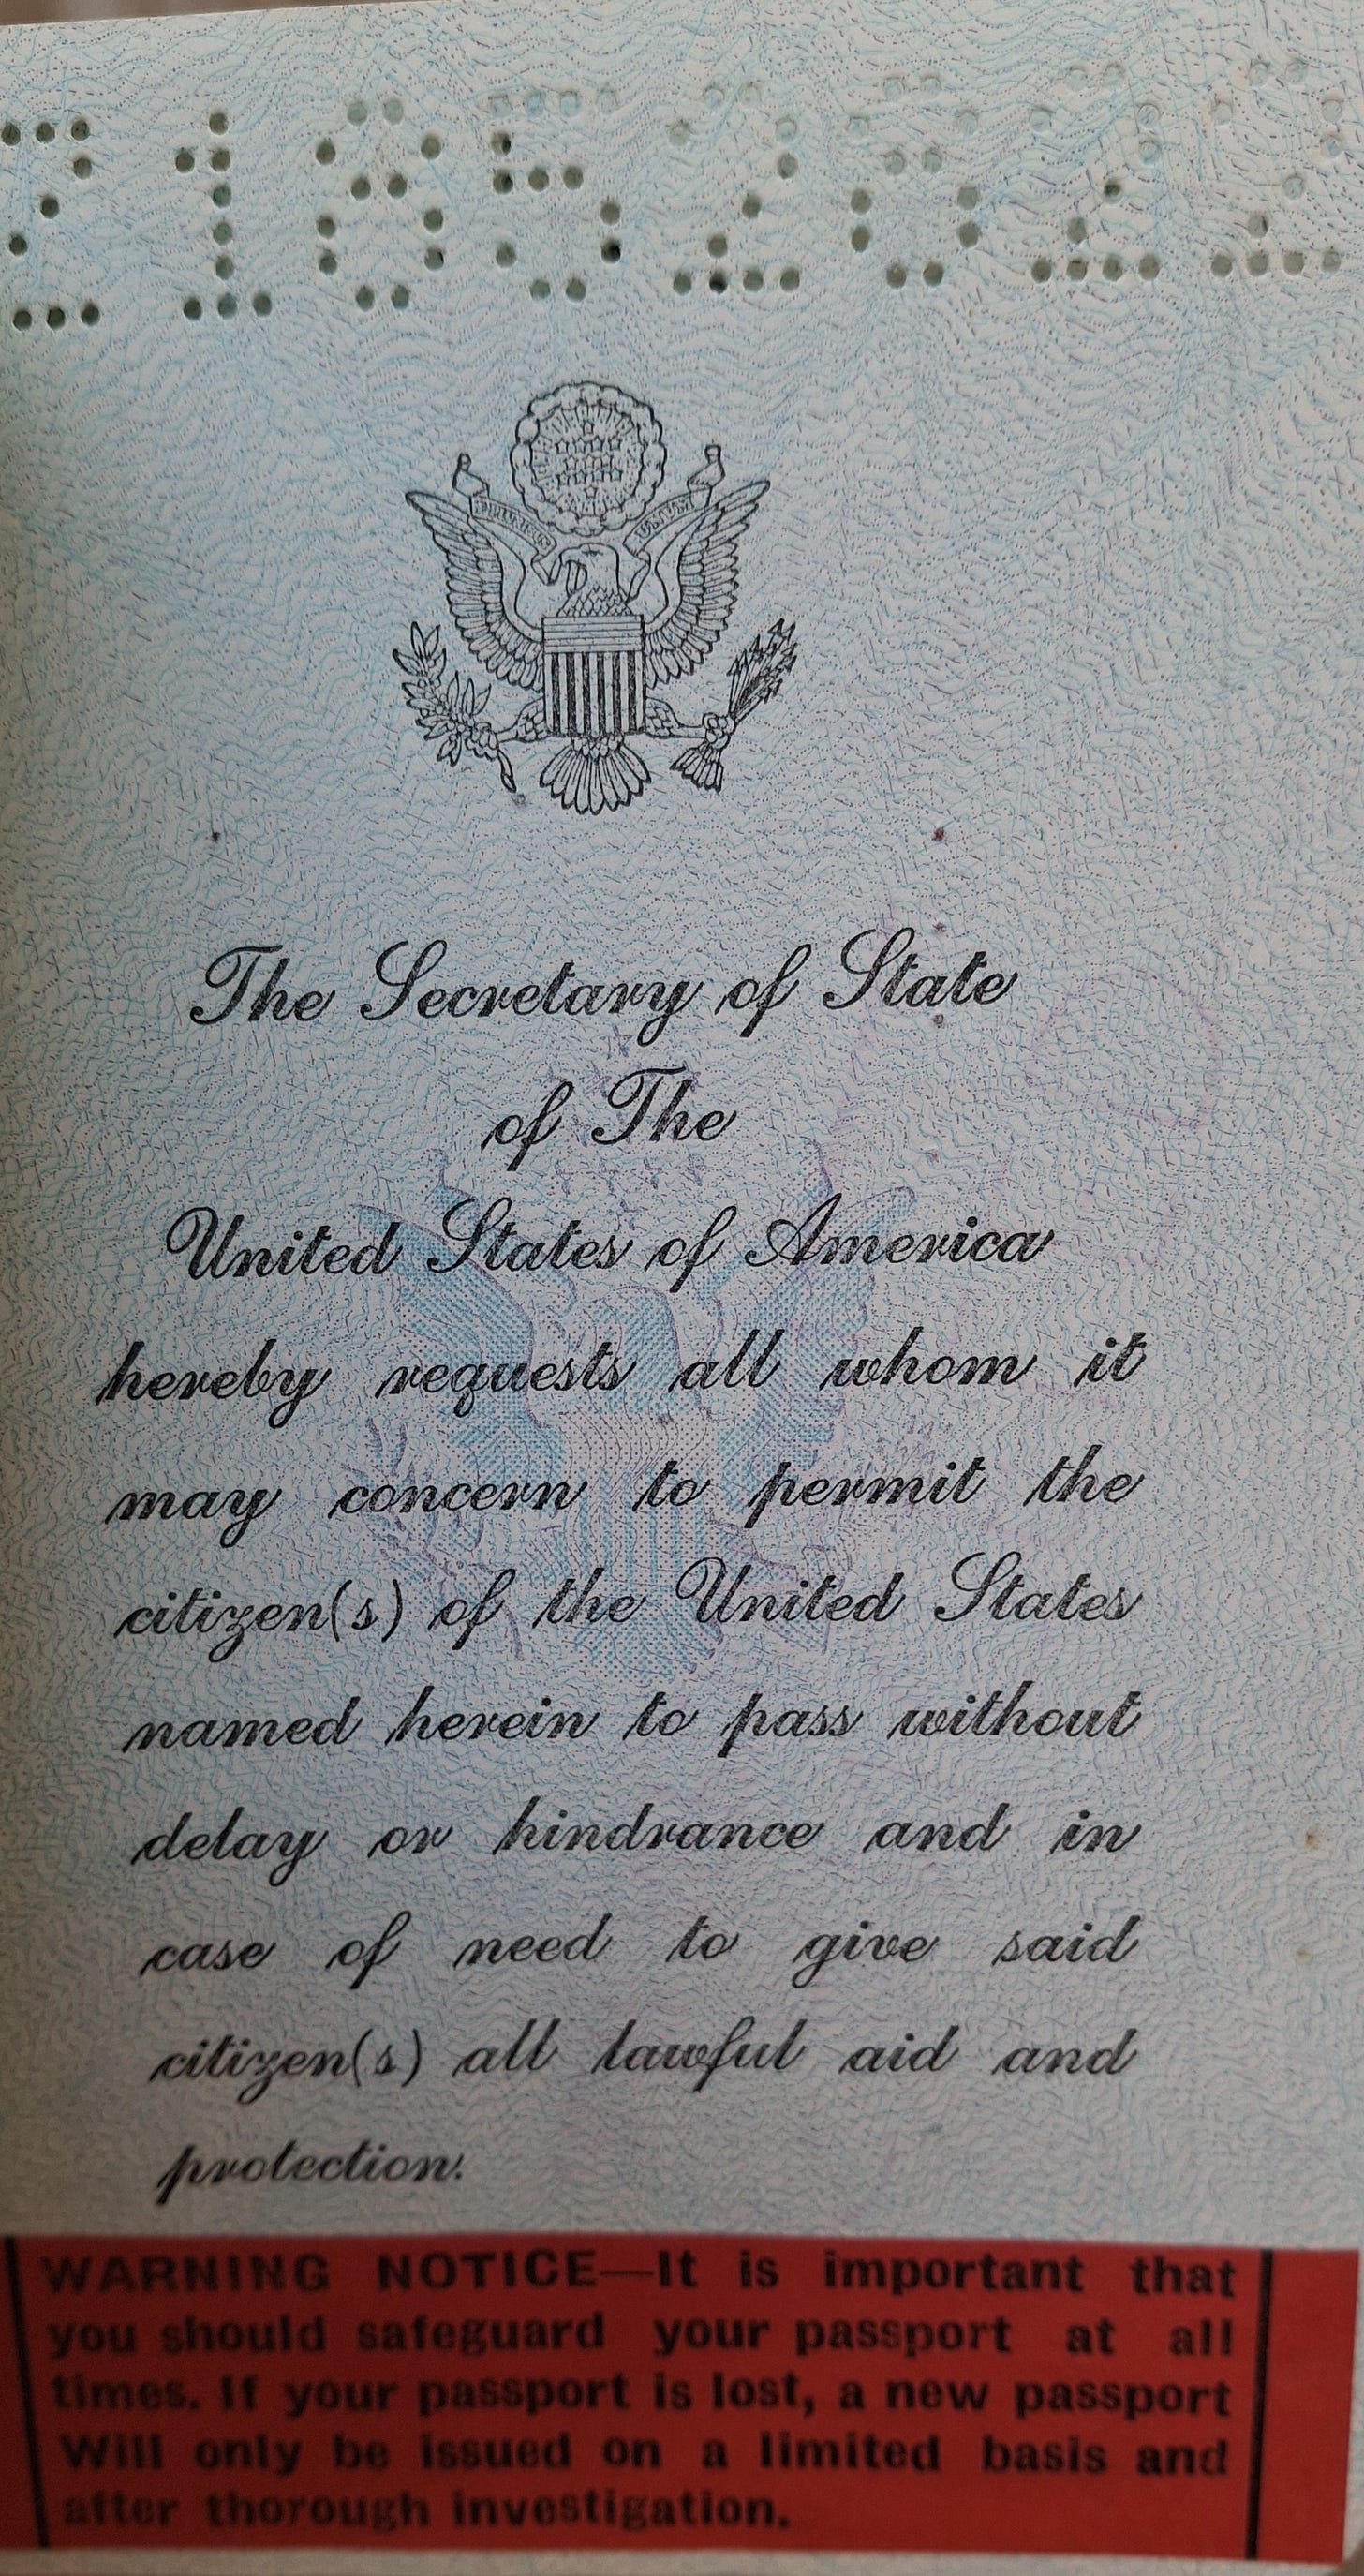 Z1852822
The Secretary of State
of The
United States of America
hereby requests all whom it
may concern to permit the
citizen(s) of the United States
named herein to pass without
delay or hindrance and in
case of need to give said
citizen(s) all lawful aid and
protection.
WARNING NOTICE—It is important that
you should safeguard your passport at all
times. If your passport is lost, a new passport
Will only be issued on a limited basis and
after thorough investigation.